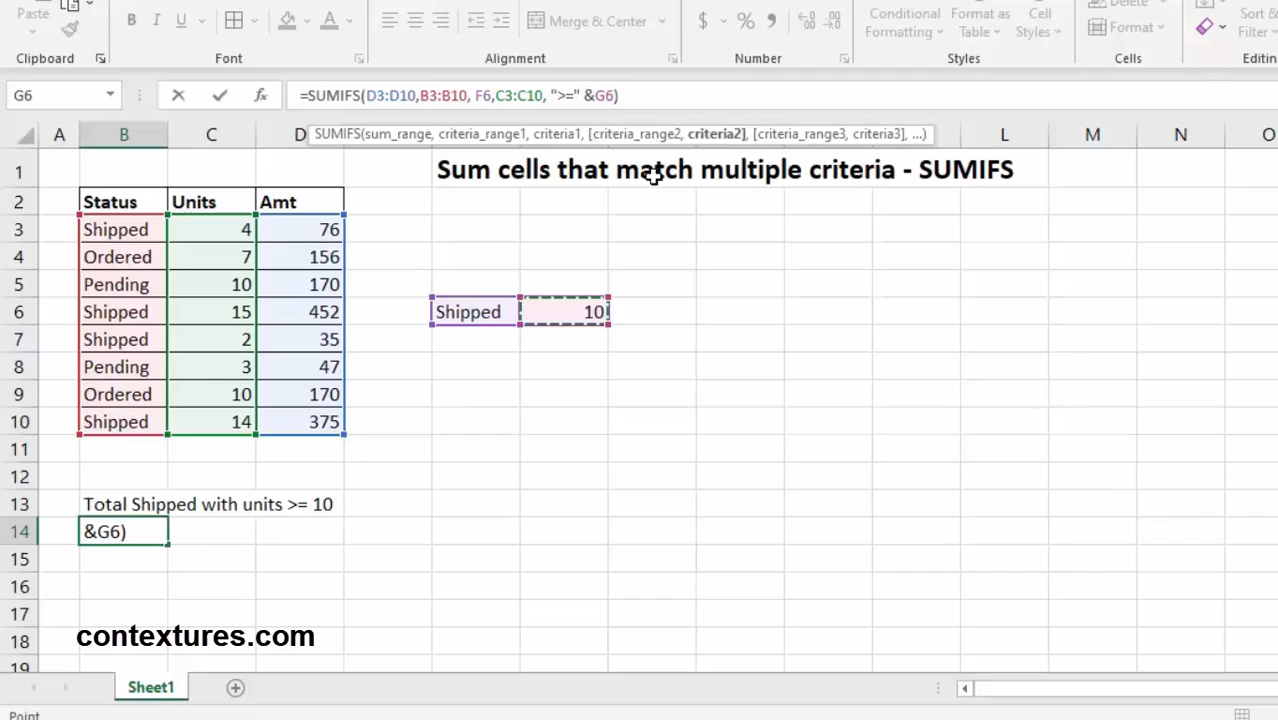 Paste
B I U A
Merge & Center
$ % 9
Conditional Formatting
Format as Table
Cell Styles
Delete
Format
Sort & Filter
Clipboard Font Alignment Number Styles Cells Editin
G6 fx =SUMIFS(D3:D10,B3:B10, F6,C3:C10, ">=" &G6)
SUMIFS(sum_range, criteria_range1, criteria1, [criteria_range2, criteria2], [criteria_range3, criteria3], ...)
A B C D L M N O
1 Sum cells that match multiple criteria - SUMIFS
2 Status Units Amt
3 Shipped 4 76
4 Ordered 7 156
5 Pending 10 170
6 Shipped 15 452 Shipped 10
7 Shipped 2 35
8 Pending 3 47
9 Ordered 10 170
10 Shipped 14 375
11
12
13 Total Shipped with units >= 10
14 &G6)
15
16
17
18 contextures.com
19
Sheet1
Point